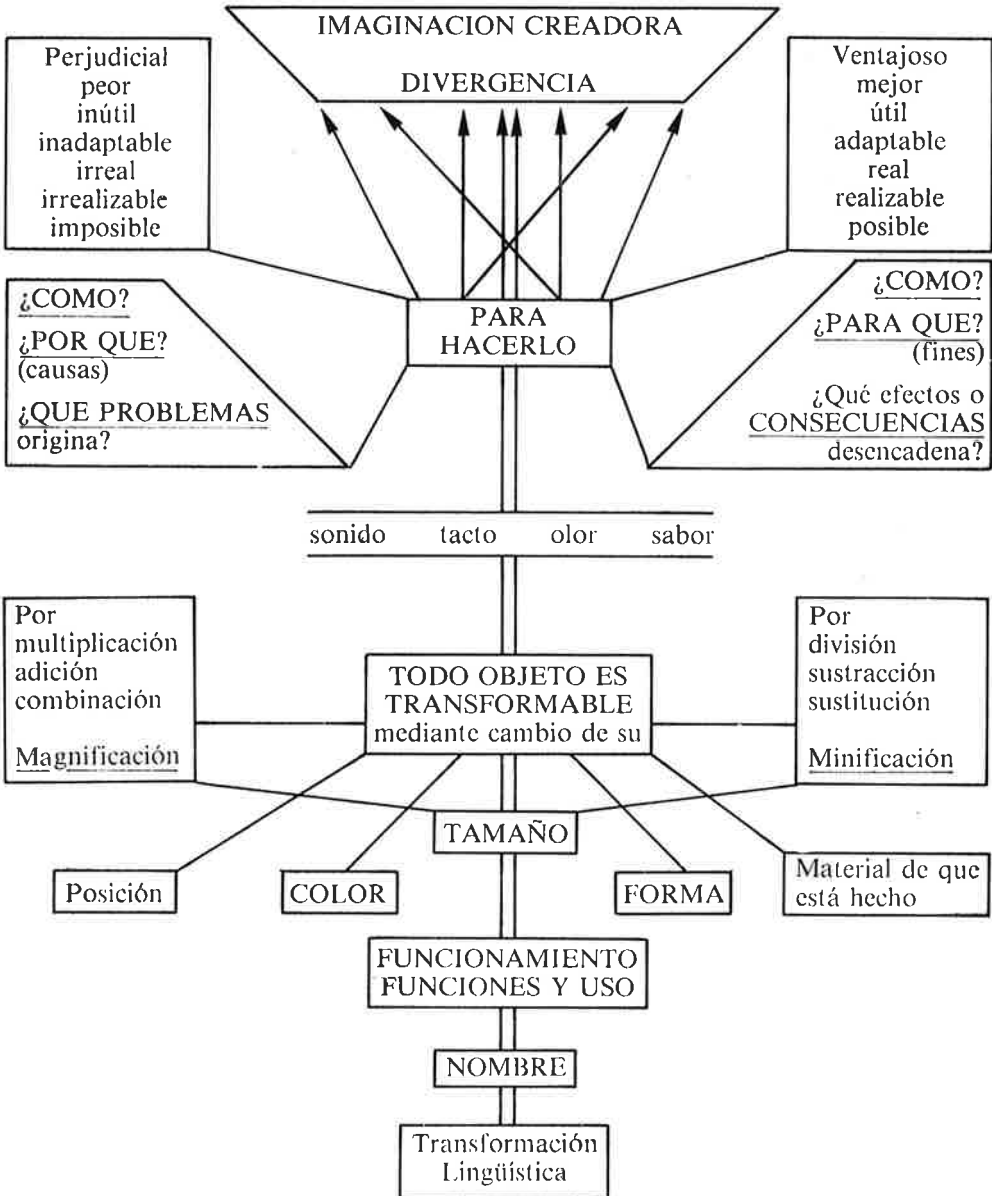 IMAGINACION CREADORA
DIVERGENCIA
Perjudicial
peor
inútil
inadaptable
irreal
irrealizable
imposible
Ventajoso
mejor
útil
adaptable
real
realizable
posible
¿COMO?
¿POR QUE?
(causas)
¿QUE PROBLEMAS
origina?
PARA
HACERLO
¿COMO?
¿PARA QUE?
(fines)
¿Qué efectos o
CONSECUENCIAS
desencadena?
sonido tacto olor sabor
Por
multiplicación
adición
combinación
Magnificación
TODO OBJETO ES
TRANSFORMABLE
mediante cambio de su
Por
división
sustracción
sustitución
Minificación
TAMAÑO
Posición
COLOR
FORMA
Material de que
está hecho
FUNCIONAMIENTO
FUNCIONES Y USO
NOMBRE
Transformación
Lingüística